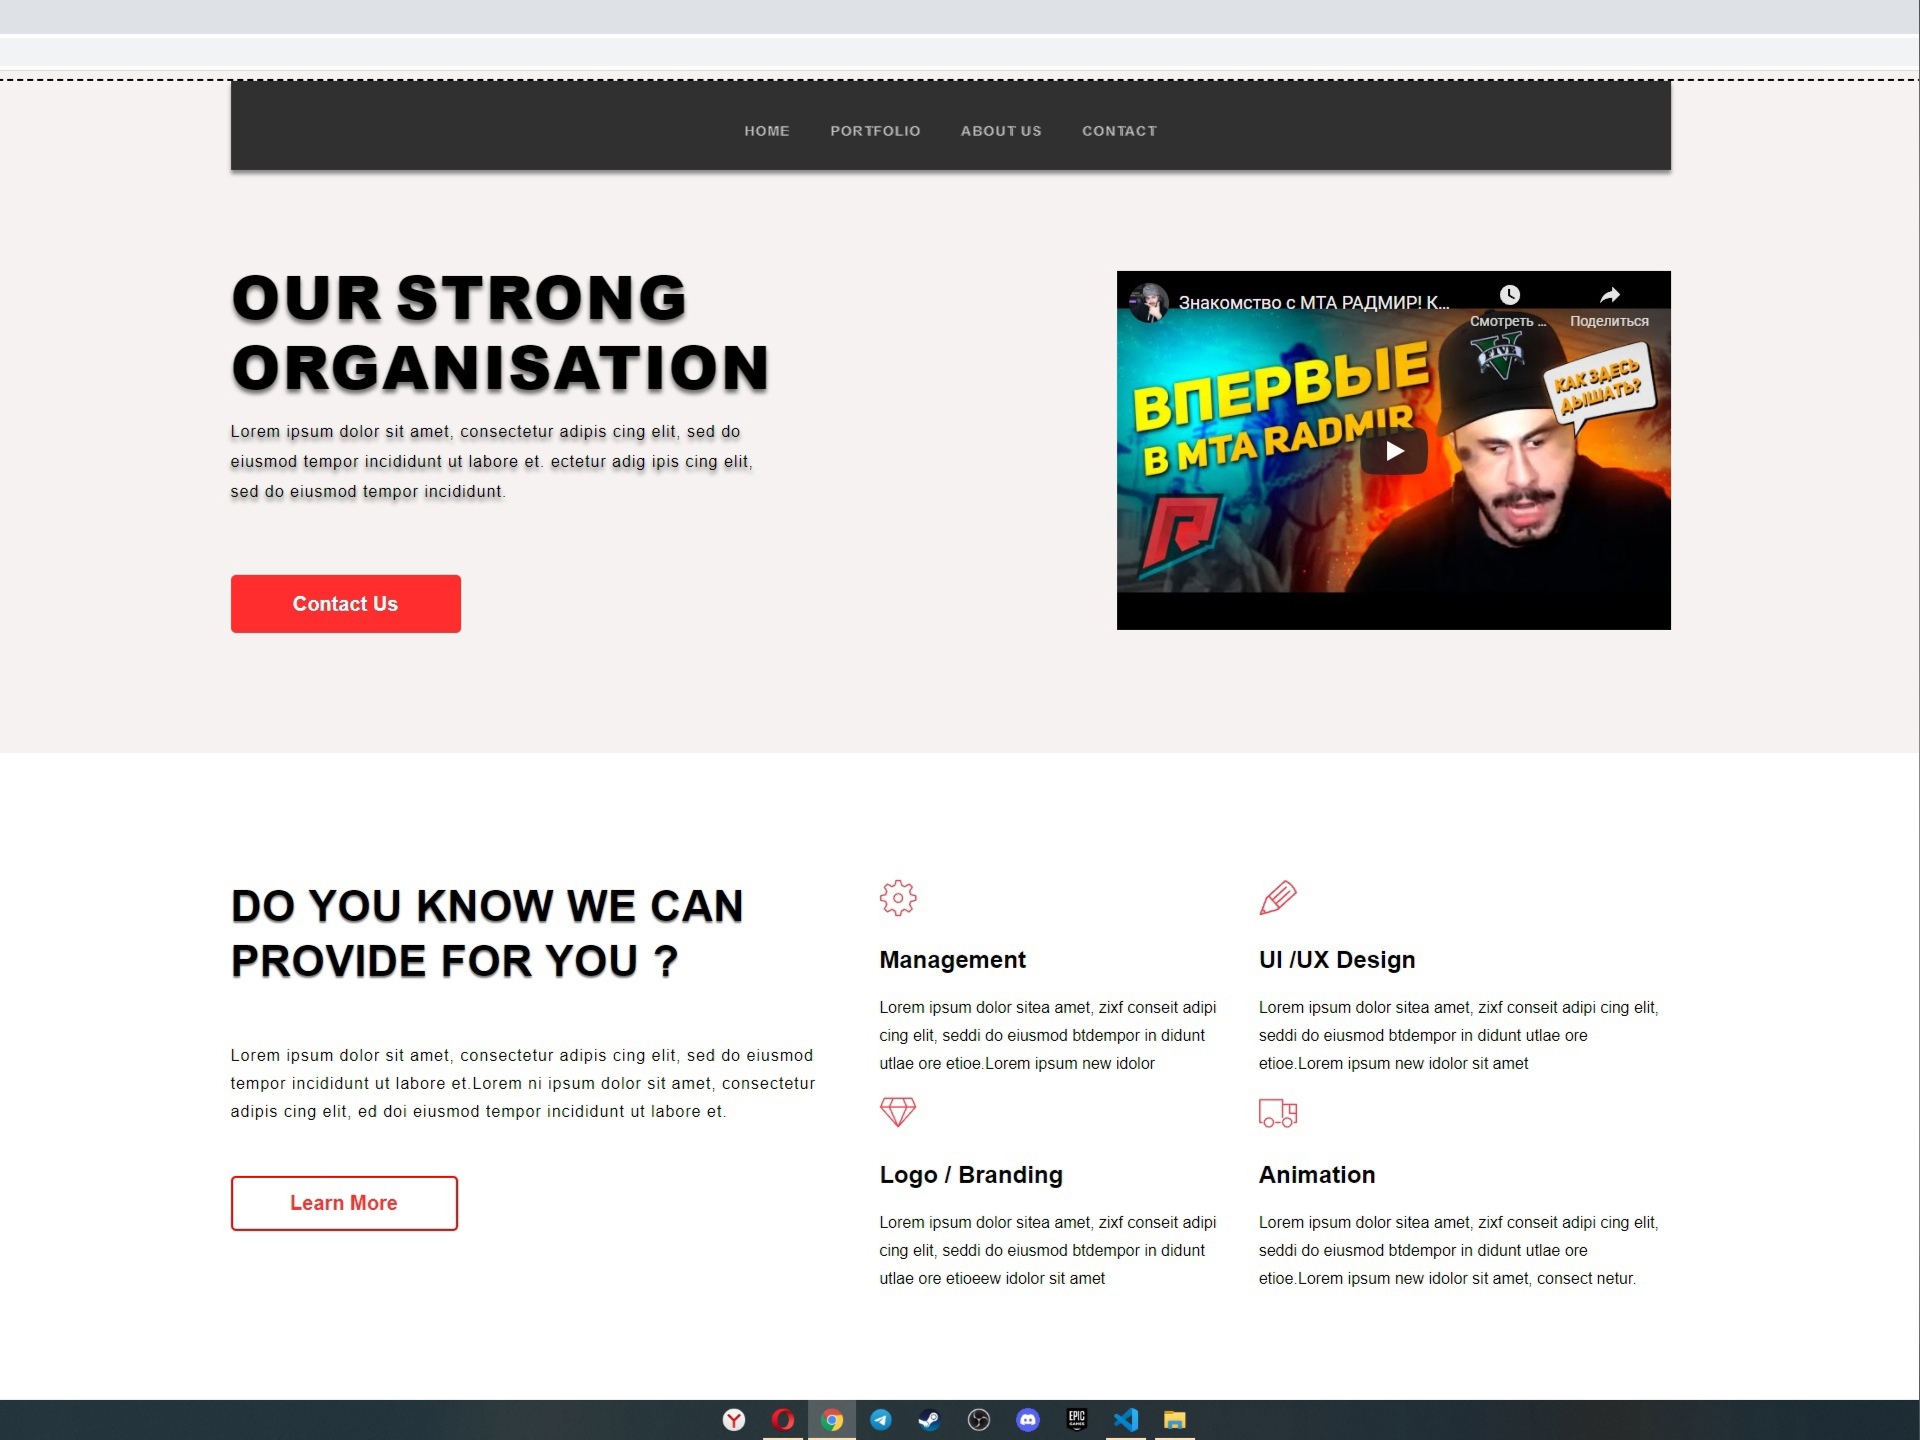 HOME PORTFOLIO ABOUT US CONTACT
OUR STRONG
ORGANISATION
Lorem ipsum dolor sit amet, consectetur adipis cing elit, sed do
eiusmod tempor incididunt ut labore et. ectetur adig ipis cing elit,
sed do eiusmod tempor incididunt.
Contact Us
Знакомство с МТА РАДМИР! К...
Смотреть ...
Поделиться
ВПЕРВЫЕ
В MTA RADMIR
FIVE
КАК ЗДЕСЬ
ДЫШАТЬ?
DO YOU KNOW WE CAN
PROVIDE FOR YOU ?
Lorem ipsum dolor sit amet, consectetur adipis cing elit, sed do eiusmod
tempor incididunt ut labore et.Lorem ni ipsum dolor sit amet, consectetur
adipis cing elit, ed doi eiusmod tempor incididunt ut labore et.
Learn More
Management
Lorem ipsum dolor sitea amet, zixf conseit adipi
cing elit, seddi do eiusmod btdempor in didunt
utlae ore etioe.Lorem ipsum new idolor
UI /UX Design
Lorem ipsum dolor sitea amet, zixf conseit adipi cing elit,
seddi do eiusmod btdempor in didunt utlae ore
etioe.Lorem ipsum new idolor sit amet
Logo / Branding
Lorem ipsum dolor sitea amet, zixf conseit adipi
cing elit, seddi do eiusmod btdempor in didunt
utlae ore etioeew idolor sit amet
Animation
Lorem ipsum dolor sitea amet, zixf conseit adipi cing elit,
seddi do eiusmod btdempor in didunt utlae ore
etioe.Lorem ipsum new idolor sit amet, consect netur.
EPIC
GAMES